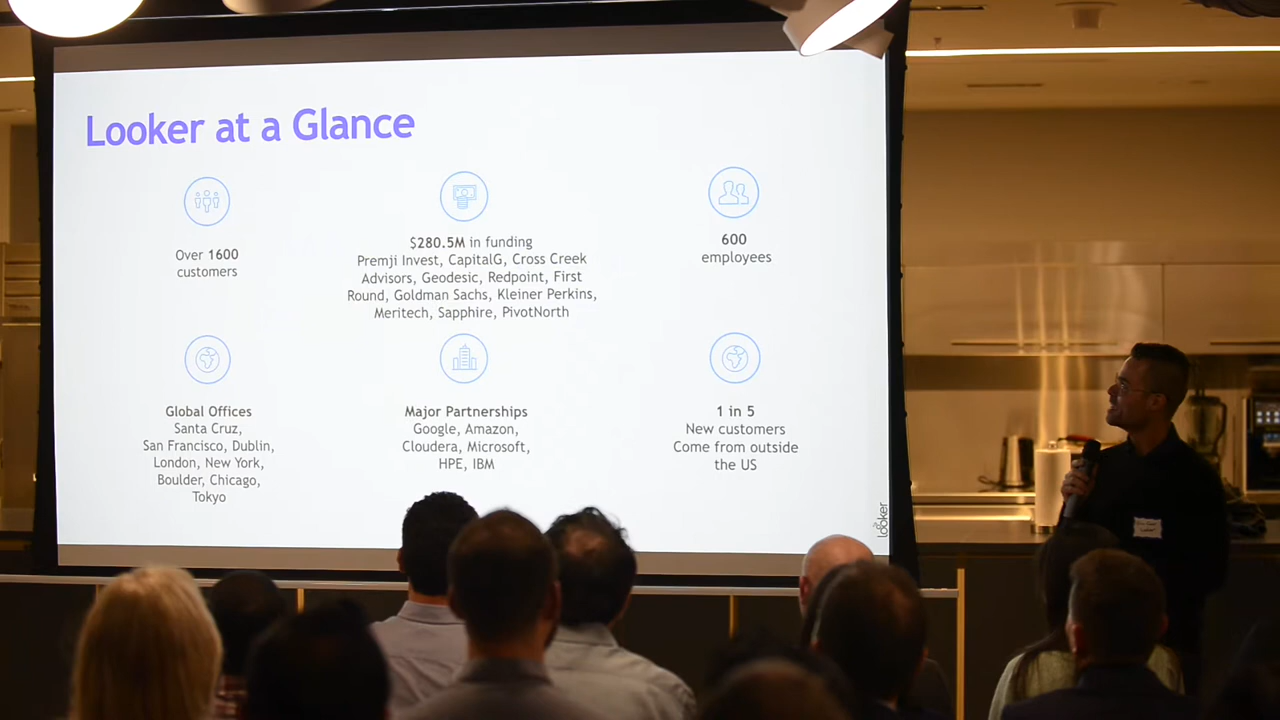 Looker at a Glance
Over 1600
customers
$280.5M in funding
Premji Invest, CapitalG, Cross Creek
Advisors, Geodesic, Redpoint, First
Round, Goldman Sachs, Kleiner Perkins,
Meritech, Sapphire, PivotNorth
600
employees
Global Offices
Santa Cruz,
San Francisco, Dublin,
London, New York,
Boulder, Chicago,
Tokyo
Major Partnerships
Google, Amazon,
Cloudera, Microsoft,
HPE, IBM
1 in 5
New customers
Come from outside
the US
looker